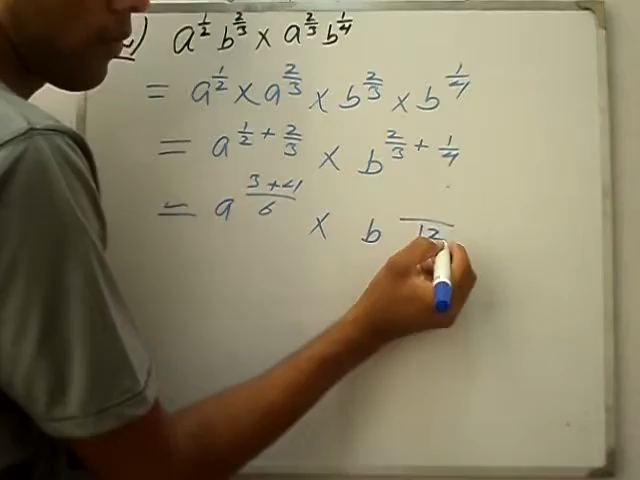 ) a^{1/2} b^{2/3} × a^{2/3} b^{1/4}
= a^{1/2} × a^{2/3} × b^{2/3} × b^{1/4}
= a^{1/2 + 2/3} × b^{2/3 + 1/4}
= a^{(3+4)/6} × b^{/12}